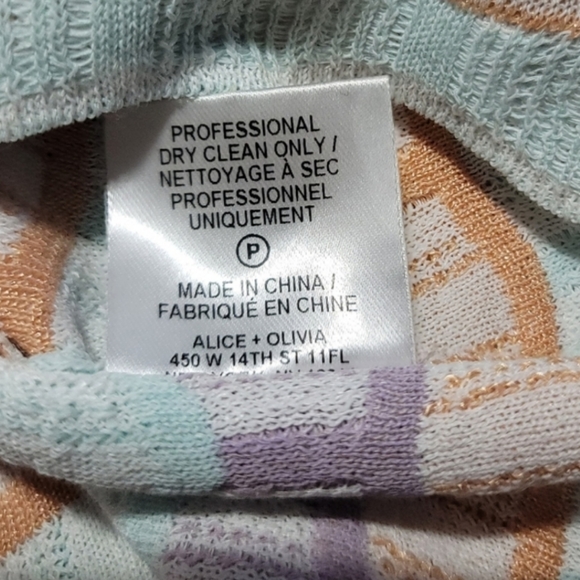 PROFESSIONAL
DRY CLEAN ONLY /
NETTOYAGE À SEC
PROFESSIONNEL
UNIQUEMENT
P
MADE IN CHINA /
FABRIQUÉ EN CHINE
ALICE + OLIVIA
450 W 14TH ST 11FL